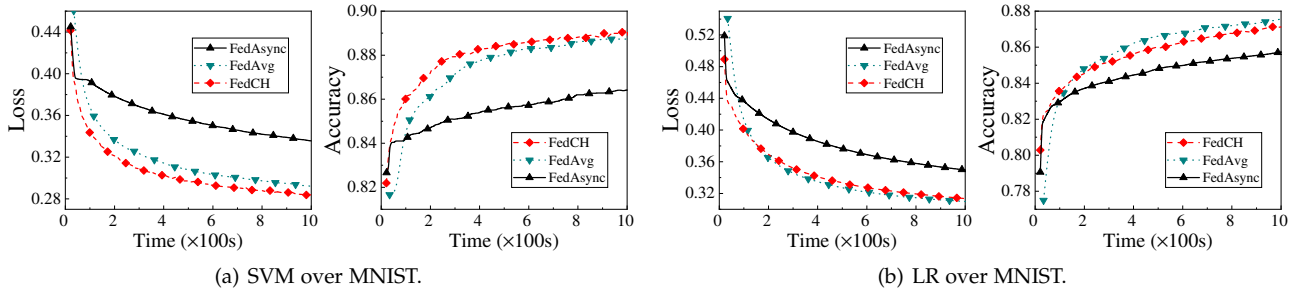 Loss
0.44
0.40
0.36
0.32
0.28
FedAsync
FedAvg
FedCH
0 2 4 6 8 10
Time (×100s)
Accuracy
0.90
0.88
0.86
0.84
0.82
FedCH
FedAvg
FedAsync
0 2 4 6 8 10
Time (×100s)
(a) SVM over MNIST.
Loss
0.52
0.48
0.44
0.40
0.36
0.32
FedAsync
FedAvg
FedCH
0 2 4 6 8 10
Time (×100s)
Accuracy
0.88
0.86
0.84
0.82
0.80
0.78
FedCH
FedAvg
FedAsync
0 2 4 6 8 10
Time (×100s)
(b) LR over MNIST.